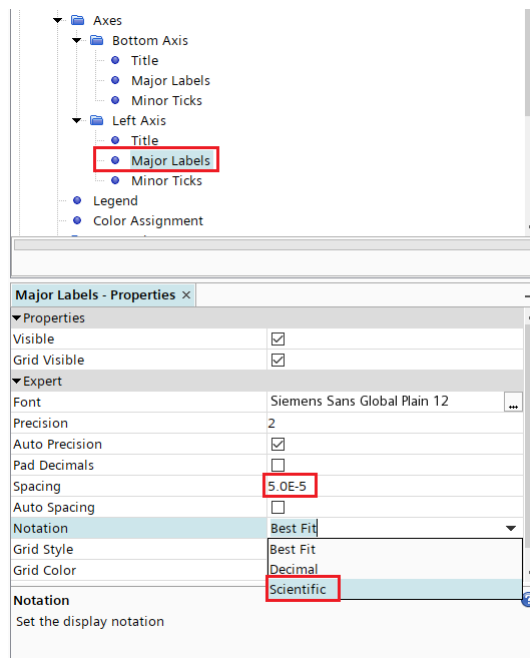 Axes
Bottom Axis
Title
Major Labels
Minor Ticks
Left Axis
Title
Major Labels
Minor Ticks
Legend
Color Assignment
Major Labels - Properties ×
Properties
Visible
Grid Visible
Expert
Font Siemens Sans Global Plain 12 ...
Precision 2
Auto Precision
Pad Decimals
Spacing 5.0E-5
Auto Spacing
Notation Best Fit
Grid Style Best Fit
Grid Color Decimal
Scientific
Notation
Set the display notation